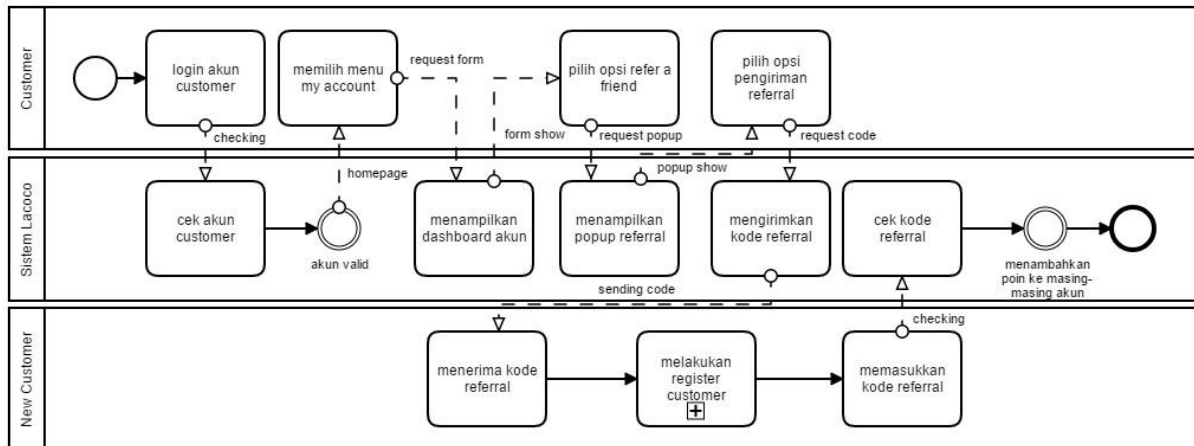 Customer
login akun
customer
memilih menu
my account
request form
pilih opsi refer a
friend
pilih opsi
pengiriman
referral
checking
form show
request popup
request code
Sistem Lacoco
homepage
popup show
cek akun
customer
akun valid
menampilkan
dashboard akun
menampilkan
popup referral
mengirimkan
kode referral
cek kode
referral
menambahkan
poin ke masing-
masing akun
sending code
New Customer
checking
menerima kode
referral
melakukan
register
customer
memasukkan
kode referral